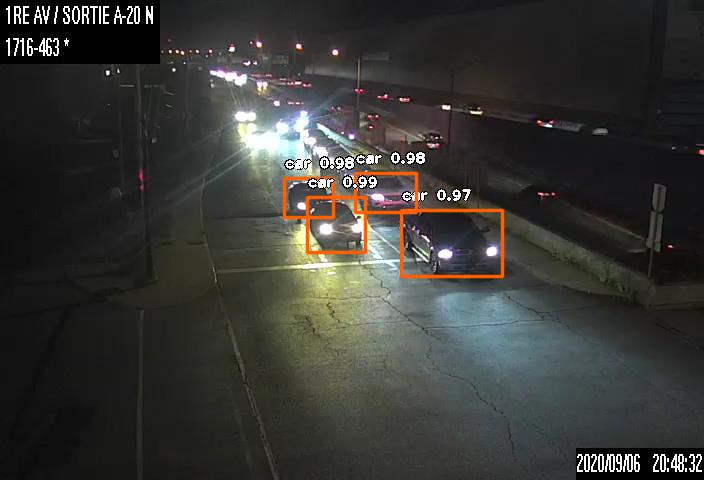 1RE AV / SORTIE A-20 N
1716-463 *
car 0.98
car 0.98
car 0.99
car 0.97
2020/09/06 20:48:32